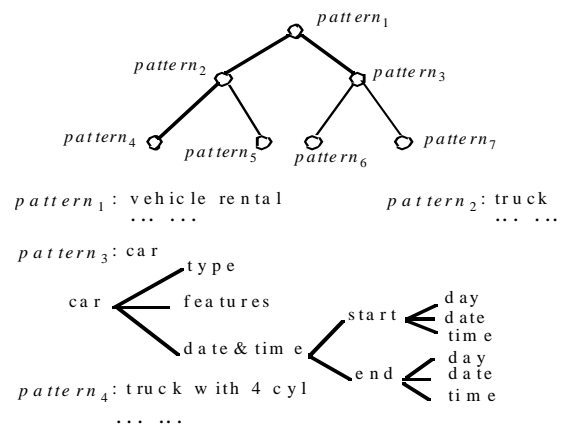 pattern₁
pattern₂
pattern₃
pattern₄
pattern₅
pattern₆
pattern₇
pattern₁: vehicle rental
... ...
pattern₂: truck
... ...
pattern₃: car
type
car
features
date & time
start
day
date
time
end
day
date
time
pattern₄: truck with 4 cyl
... ...